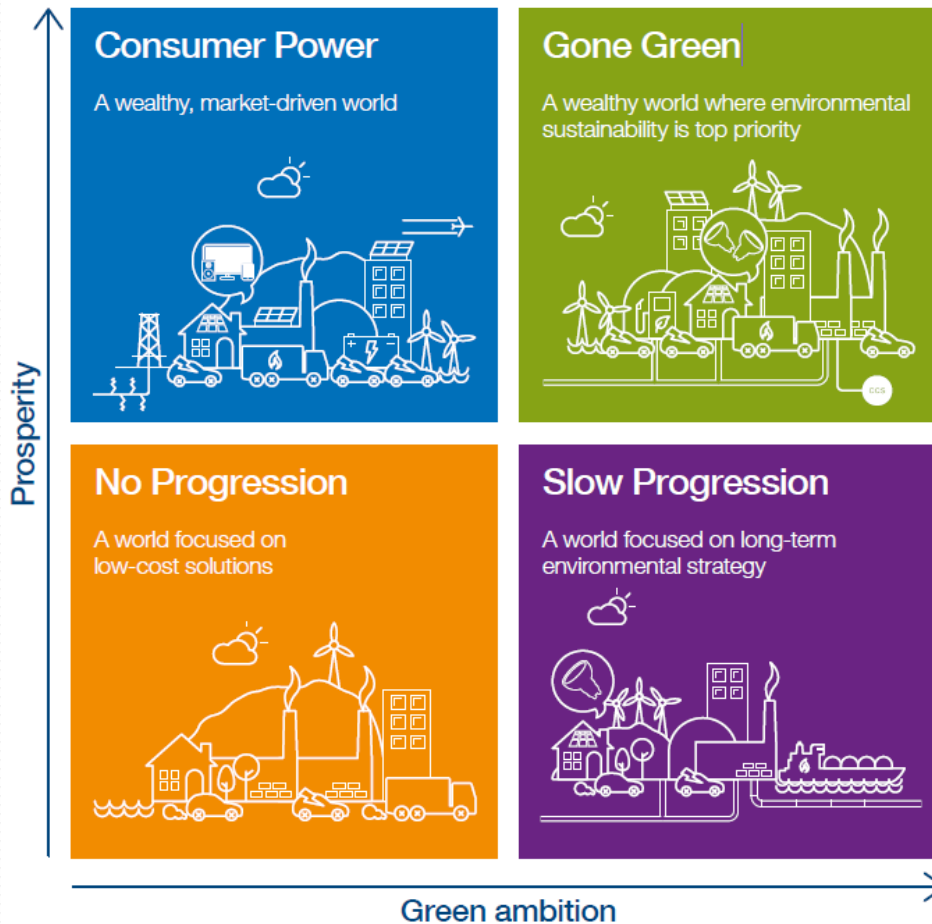 Prosperity
Consumer Power
A wealthy, market-driven world
Gone Green
A wealthy world where environmental
sustainability is top priority
CCS
No Progression
A world focused on
low-cost solutions
Slow Progression
A world focused on long-term
environmental strategy
Green ambition